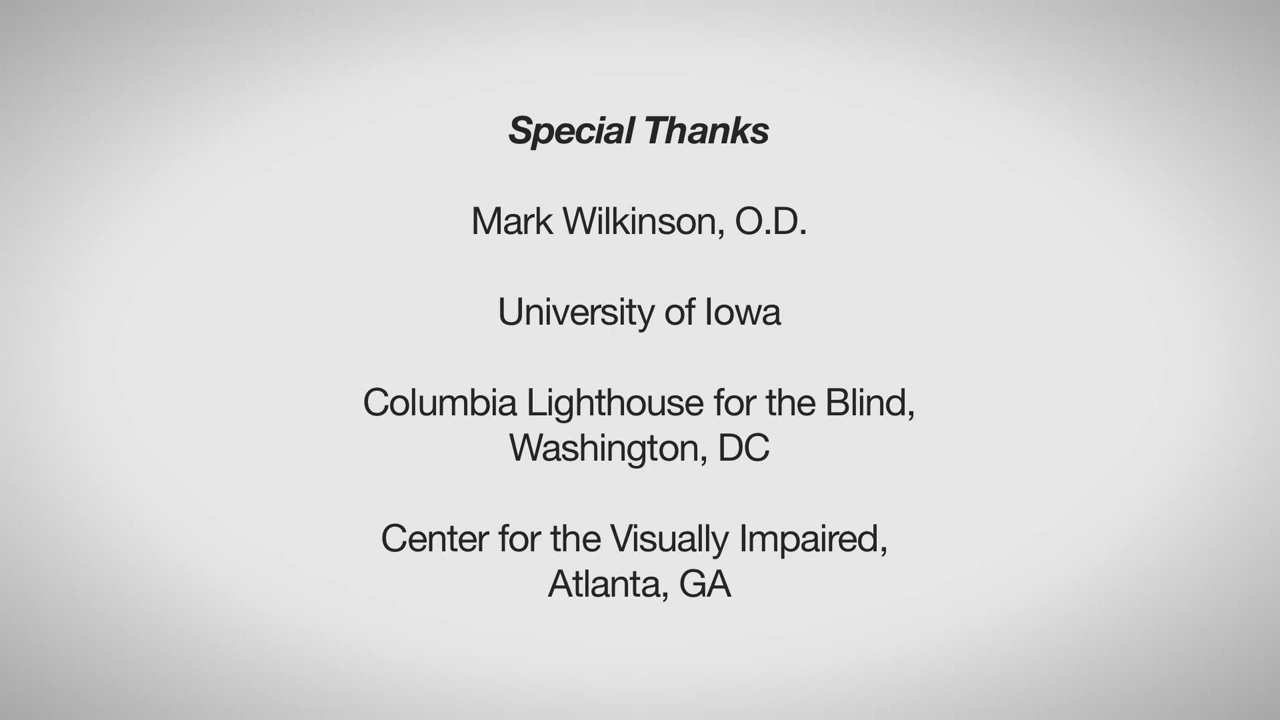 Special Thanks
Mark Wilkinson, O.D.
University of Iowa
Columbia Lighthouse for the Blind,
Washington, DC
Center for the Visually Impaired,
Atlanta, GA